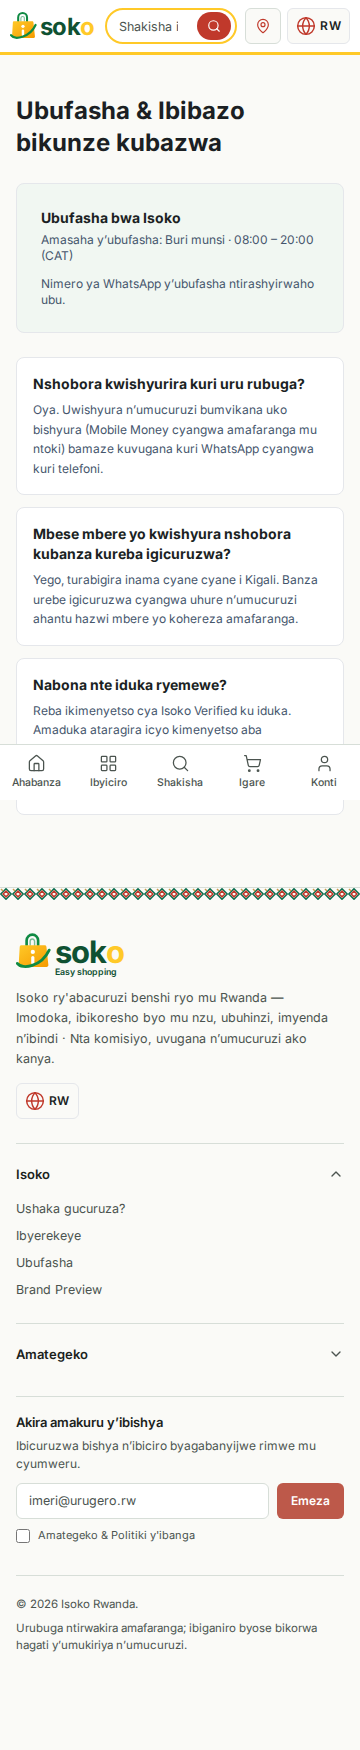 soko
Shakisha i
RW
Ubufasha & Ibibazo
bikunze kubazwa
Ubufasha bwa Isoko
Amasaha y’ubufasha: Buri munsi · 08:00 – 20:00
(CAT)
Nimero ya WhatsApp y’ubufasha ntirashyirwaho
ubu.
Nshobora kwishyurira kuri uru rubuga?
Oya. Uwishyura n’umucuruzi bumvikana uko
bishyura (Mobile Money cyangwa amafaranga mu
ntoki) bamaze kuvugana kuri WhatsApp cyangwa
kuri telefoni.
Mbese mbere yo kwishyura nshobora
kubanza kureba igicuruzwa?
Yego, turabigira inama cyane cyane i Kigali. Banza
urebe igicuruzwa cyangwa uhure n’umucuruzi
ahantu hazwi mbere yo kohereza amafaranga.
Nabona nte iduka ryemewe?
Reba ikimenyetso cya Isoko Verified ku iduka.
Amaduka ataragira icyo kimenyetso aba
Ahabanza
Ibyiciro
Shakisha
Igare
Konti
soko
Easy shopping
Isoko ry'abacuruzi benshi ryo mu Rwanda —
Imodoka, ibikoresho byo mu nzu, ubuhinzi, imyenda
n’ibindi · Nta komisiyo, uvugana n’umucuruzi ako
kanya.
RW
Isoko
Ushaka gucuruza?
Ibyerekeye
Ubufasha
Brand Preview
Amategeko
Akira amakuru y’ibishya
Ibicuruzwa bishya n’ibiciro byagabanyijwe rimwe mu
cyumweru.
imeri@urugero.rw
Emeza
Amategeko & Politiki y'ibanga
© 2026 Isoko Rwanda.
Urubuga ntirwakira amafaranga; ibiganiro byose bikorwa
hagati y’umukiriya n’umucuruzi.